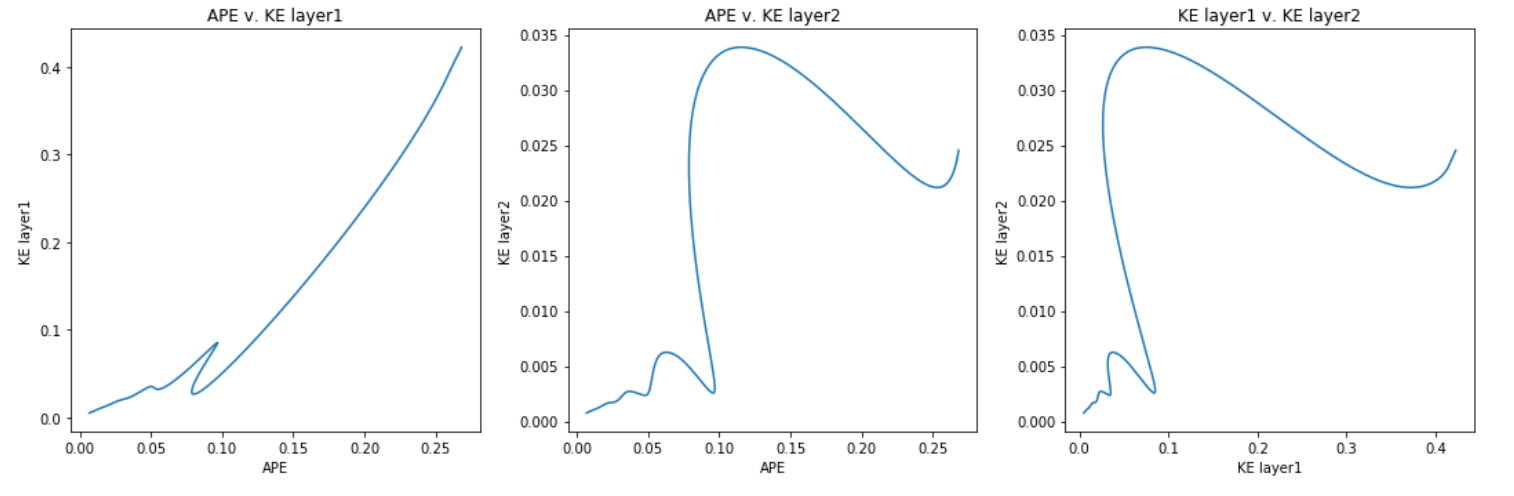 APE v. KE layer1
KE layer1
0.4
0.3
0.2
0.1
0.0
0.00 0.05 0.10 0.15 0.20 0.25
APE
APE v. KE layer2
KE layer2
0.035
0.030
0.025
0.020
0.015
0.010
0.005
0.000
0.00 0.05 0.10 0.15 0.20 0.25
APE
KE layer1 v. KE layer2
KE layer2
0.035
0.030
0.025
0.020
0.015
0.010
0.005
0.000
0.0 0.1 0.2 0.3 0.4
KE layer1